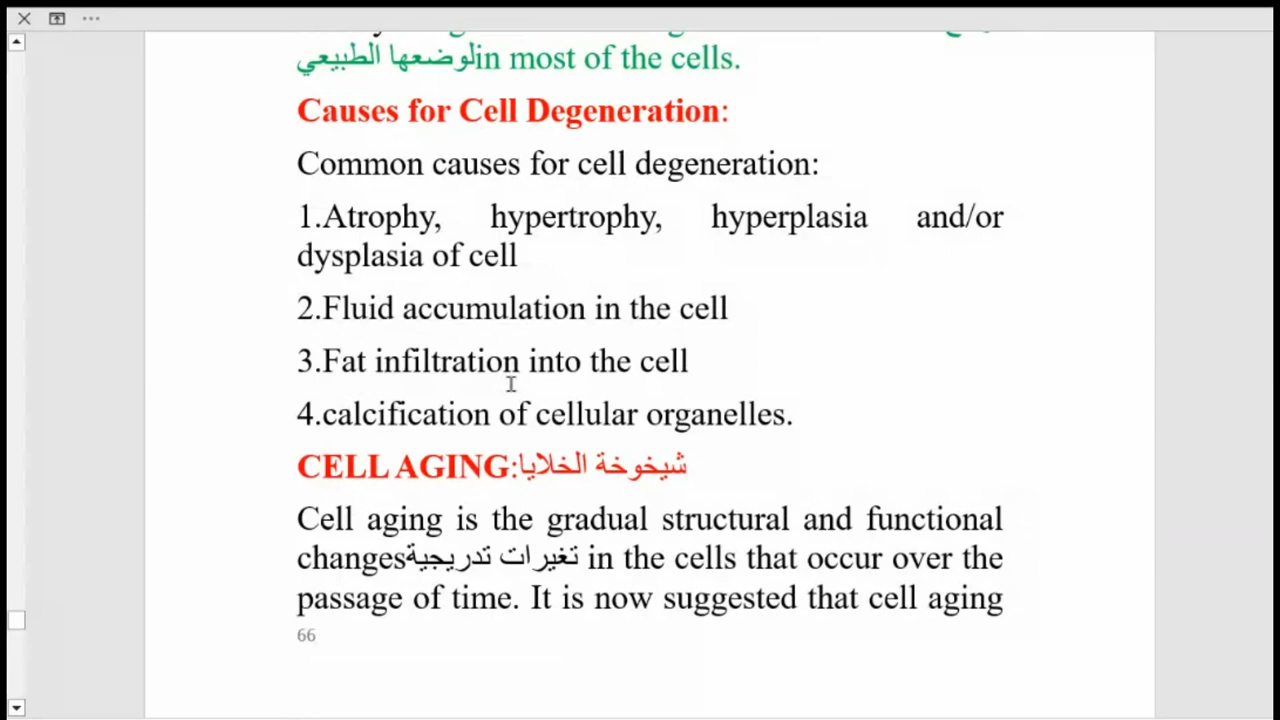 لوضعها الطبيعيin most of the cells.
Causes for Cell Degeneration:
Common causes for cell degeneration:
1.Atrophy, hypertrophy, hyperplasia and/or
dysplasia of cell
2.Fluid accumulation in the cell
3.Fat infiltration into the cell
4.calcification of cellular organelles.
CELL AGING:شيخوخة الخلايا
Cell aging is the gradual structural and functional
changesتغيرات تدريجية in the cells that occur over the
passage of time. It is now suggested that cell aging
66